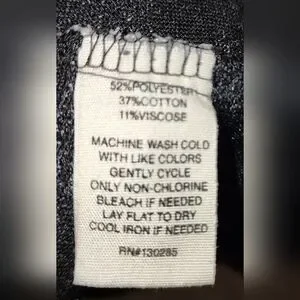 52%POLYESTER
37%COTTON
11%VISCOSE
MACHINE WASH COLD
WITH LIKE COLORS
GENTLY CYCLE
ONLY NON-CHLORINE
BLEACH IF NEEDED
LAY FLAT TO DRY
COOL IRON IF NEEDED
RN#130285